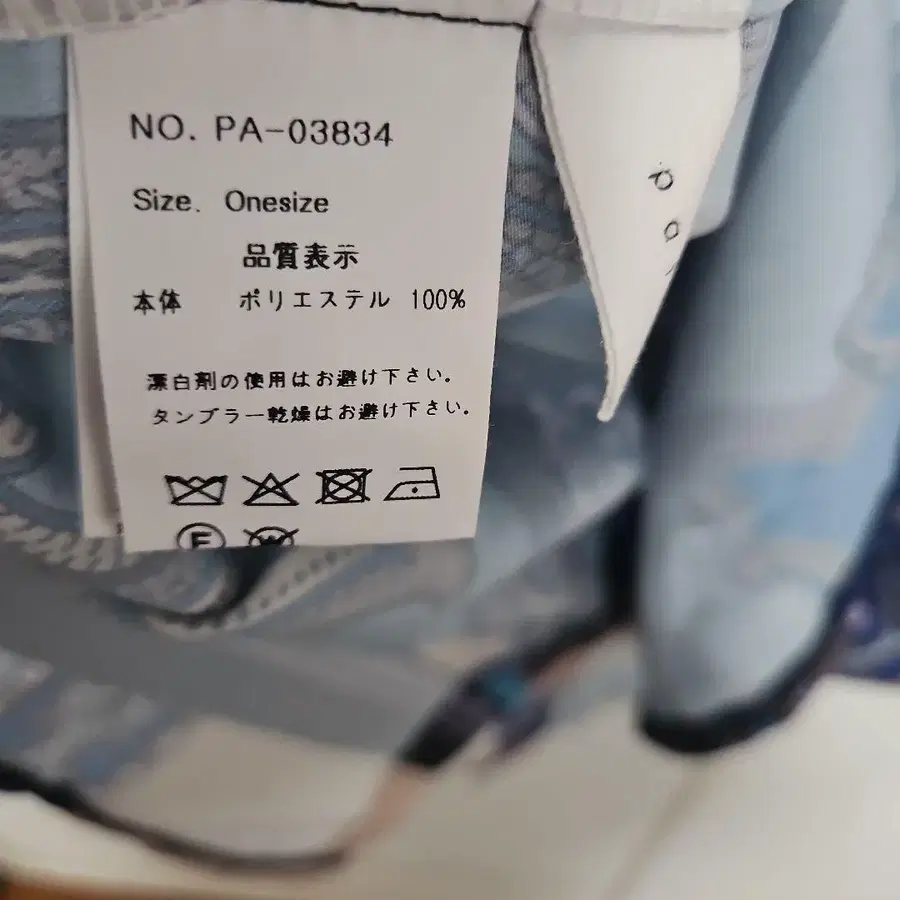 NO. PA-03834
Size. Onesize
品質表示
本体 ポリエステル 100%
漂白剤の使用はお避け下さい。
タンブラー乾燥はお避け下さい。